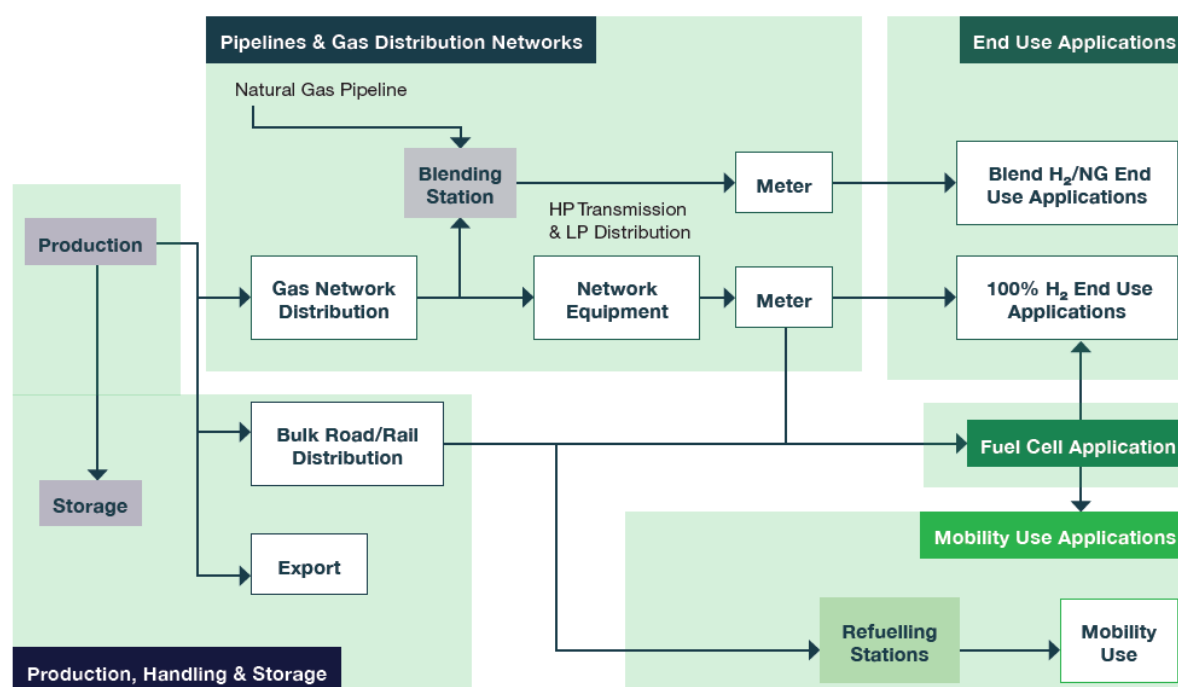 Pipelines & Gas Distribution Networks
End Use Applications
Natural Gas Pipeline
Blending
Station
Meter
Blend H₂/NG End
Use Applications
HP Transmission
& LP Distribution
Production
Gas Network
Distribution
Network
Equipment
Meter
100% H₂ End Use
Applications
Bulk Road/Rail
Distribution
Fuel Cell Application
Storage
Mobility Use Applications
Export
Refuelling
Stations
Mobility
Use
Production, Handling & Storage